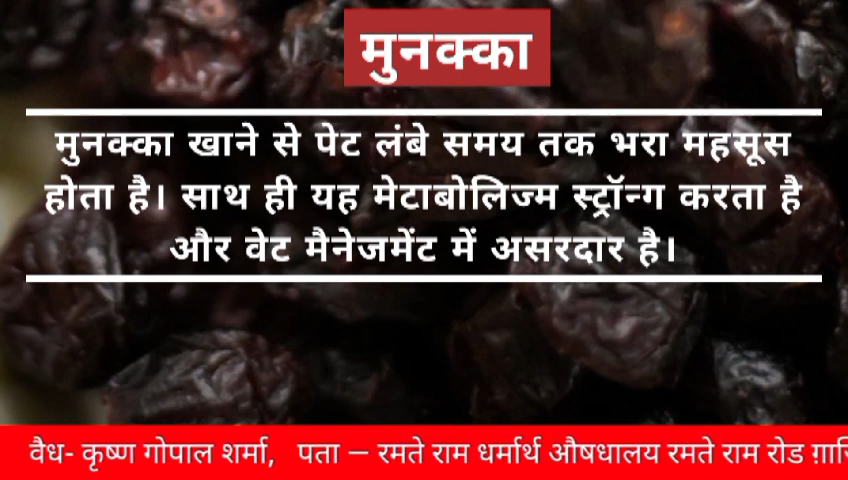 मुनक्का
मुनक्का खाने से पेट लंबे समय तक भरा महसूस
होता है। साथ ही यह मेटाबोलिज्म स्ट्रॉन्ग करता है
और वेट मैनेजमेंट में असरदार है।
वैध- कृष्ण गोपाल शर्मा, पता – रमते राम धर्मार्थ औषधालय रमते राम रोड